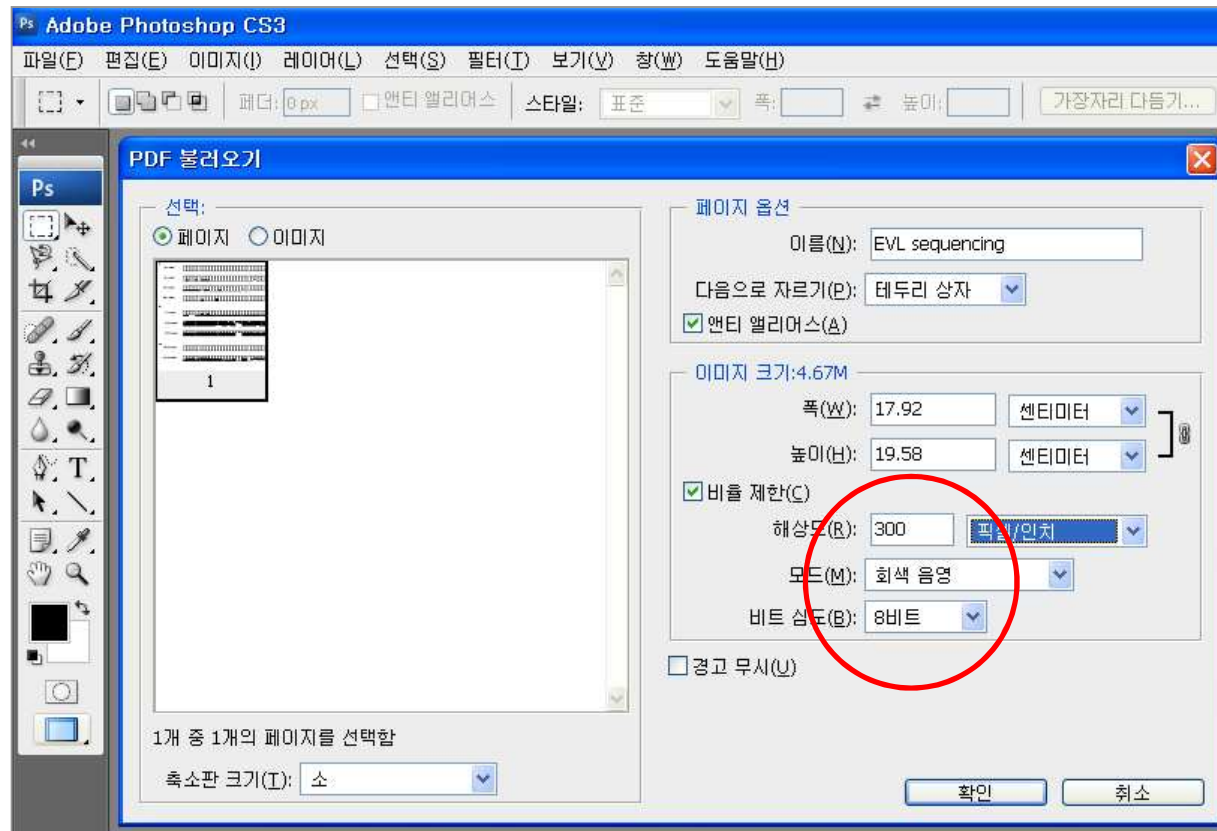 Ps Adobe Photoshop CS3
파일(F) 편집(E) 이미지(I) 레이어(L) 선택(S) 필터(T) 보기(V) 창(W) 도움말(H)
페더: 0 px 앤티 앨리어스 스타일: 표준 폭: 높이: 가장자리 다듬기...
PDF 불러오기
Ps
선택:
페이지 이미지
1
1개 중 1개의 페이지를 선택함
축소판 크기(T): 소
페이지 옵션
이름(N): EVL sequencing
다음으로 자르기(P): 테두리 상자
앤티 앨리어스(A)
이미지 크기:4.67M
폭(W): 17.92 센티미터
높이(H): 19.58 센티미터
비율 제한(C)
해상도(R): 300 픽셀/인치
모드(M): 회색 음영
비트 심도(B): 8비트
경고 무시(U)
확인 취소